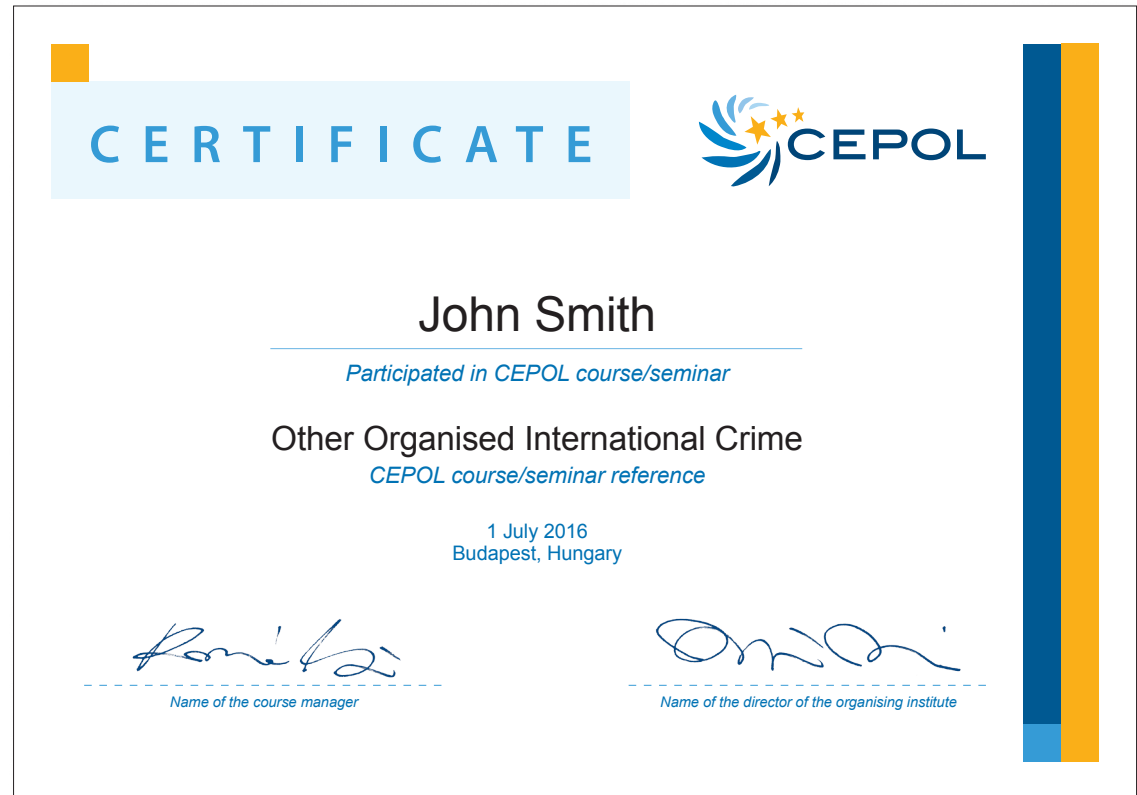 CERTIFICATE
CEPOL
John Smith
Participated in CEPOL course/seminar
Other Organised International Crime
CEPOL course/seminar reference
1 July 2016
Budapest, Hungary
Name of the course manager
Name of the director of the organising institute